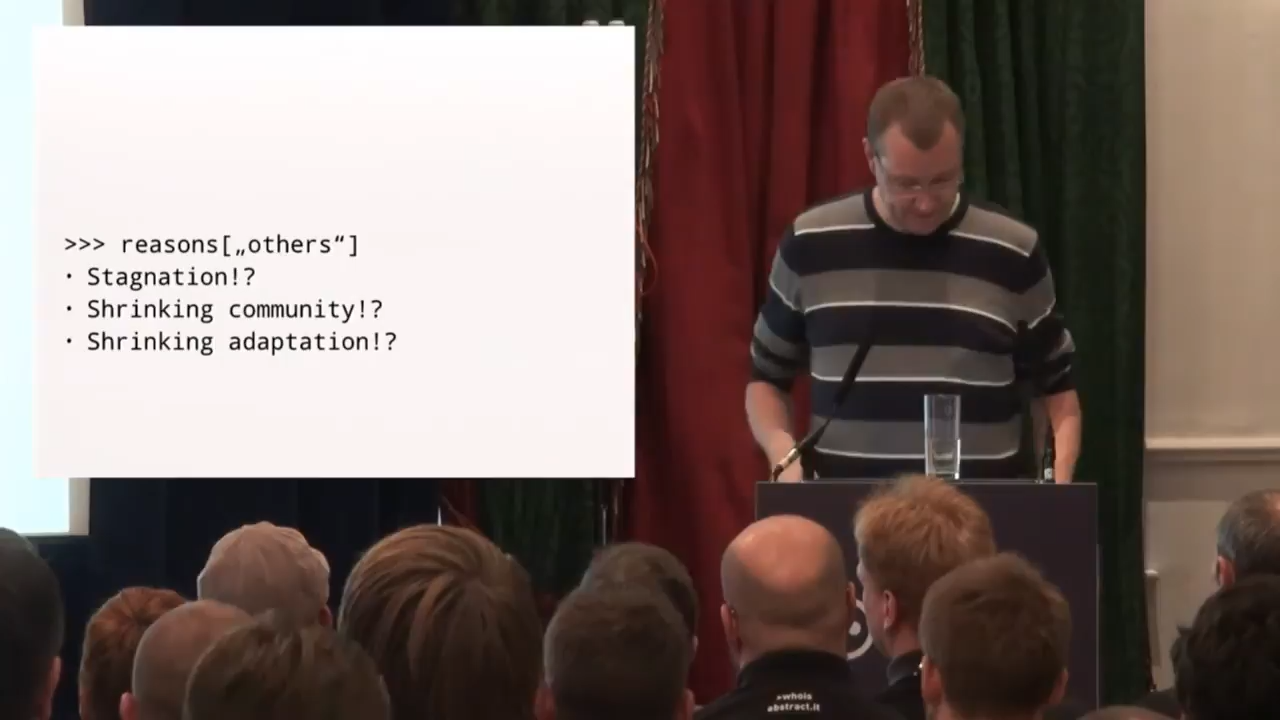 >>> reasons[„others“]
· Stagnation!?
· Shrinking community!?
· Shrinking adaptation!?
>whois
abstract.it